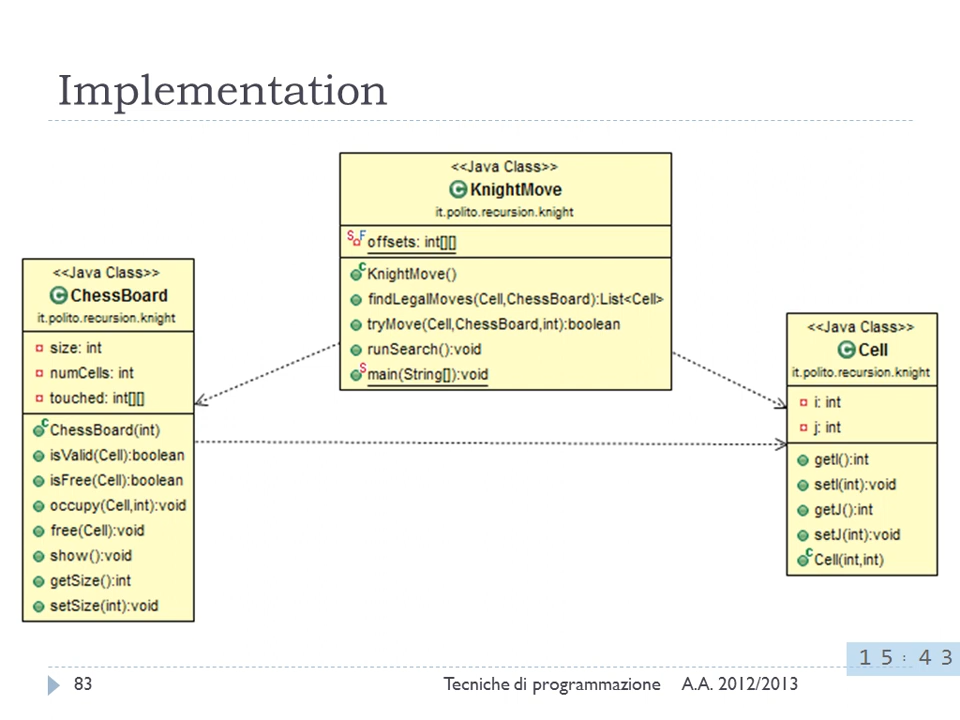 Implementation
<<Java Class>>
KnightMove
it.polito.recursion.knight
offsets: int[][]
KnightMove()
findLegalMoves(Cell,ChessBoard):List<Cell>
tryMove(Cell,ChessBoard,int):boolean
runSearch():void
main(String[]):void
<<Java Class>>
ChessBoard
it.polito.recursion.knight
size: int
numCells: int
touched: int[][]
ChessBoard(int)
isValid(Cell):boolean
isFree(Cell):boolean
occupy(Cell,int):void
free(Cell):void
show():void
getSize():int
setSize(int):void
<<Java Class>>
Cell
it.polito.recursion.knight
i: int
j: int
getI():int
setI(int):void
getJ():int
setJ(int):void
Cell(int,int)
15:43
83 Tecniche di programmazione A.A. 2012/2013